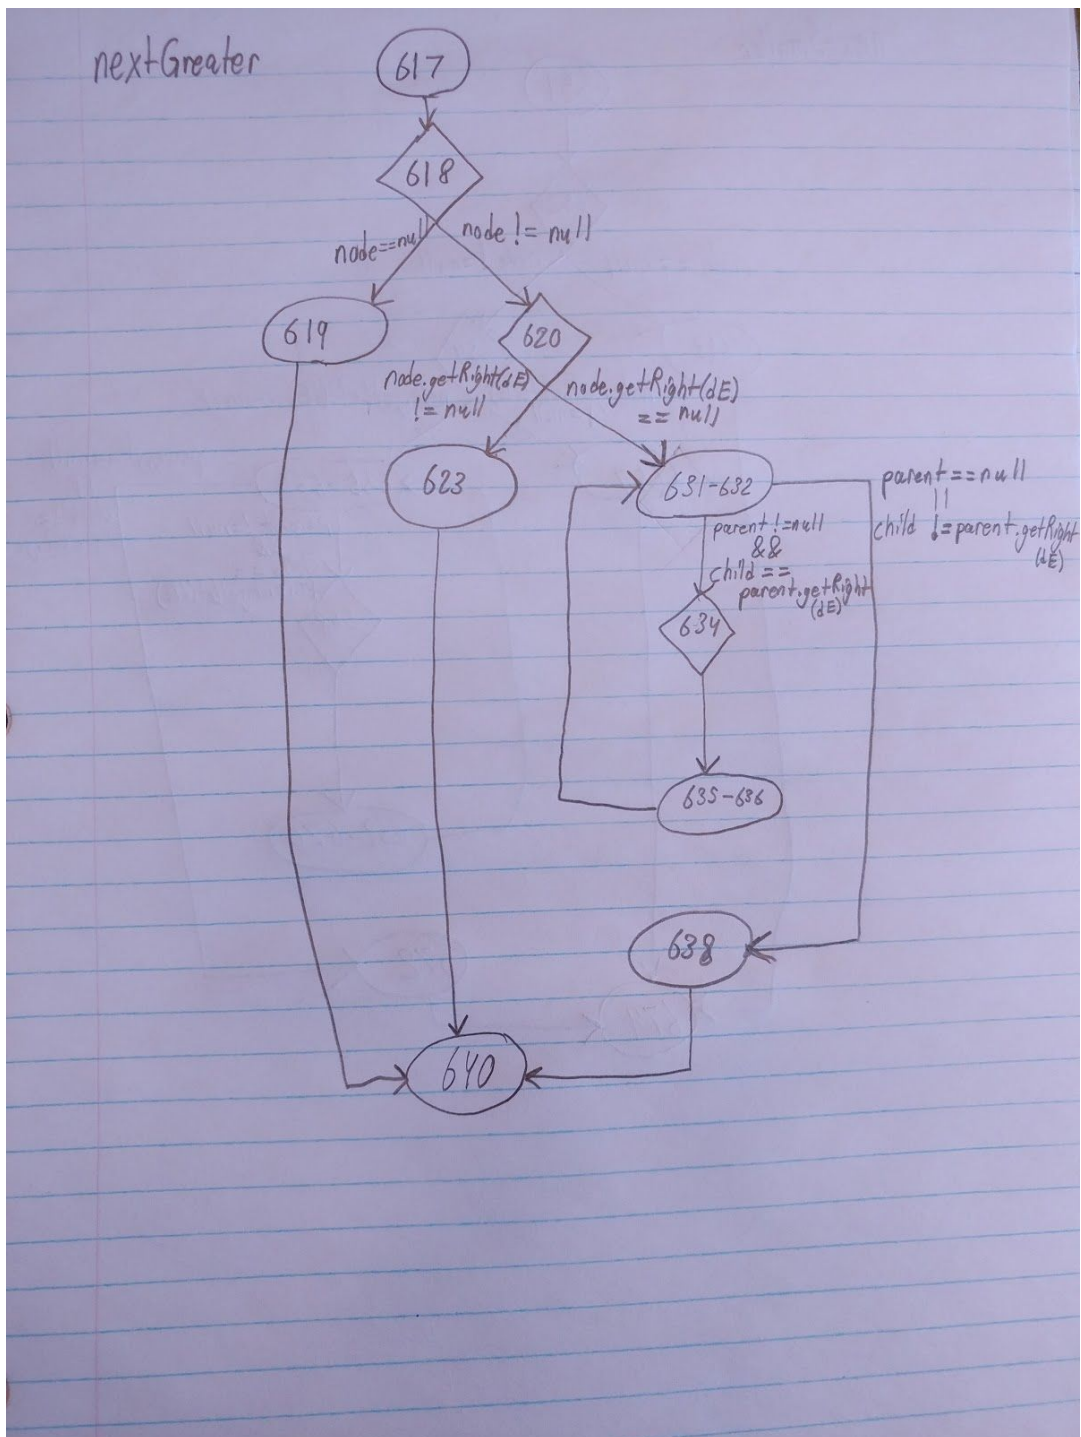 nextGreater
617
618
node==null
node != null
619
620
node.getRight(dE)
!= null
node.getRight(dE)
== null
623
631-632
parent==null
||
child != parent.getRight
(dE)
parent !=null
&&
child ==
parent.getRight
(dE)
634
635-636
638
640